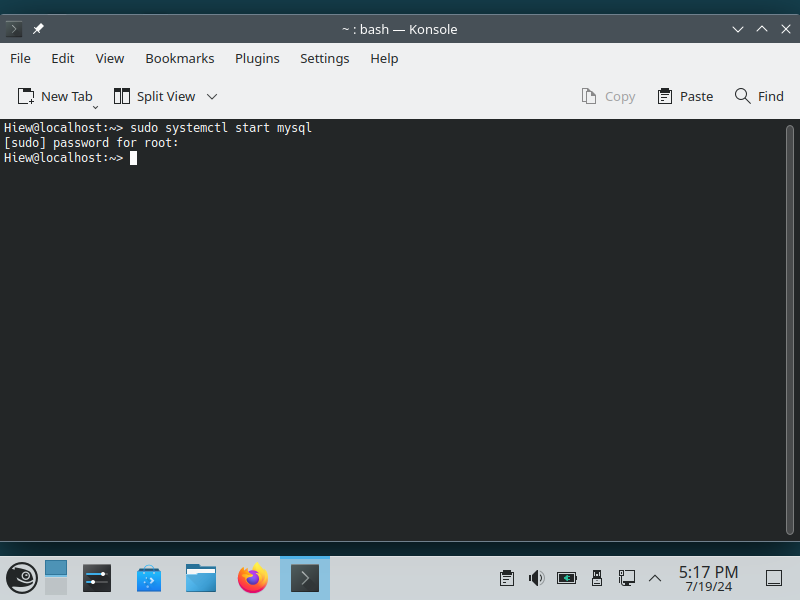 ~ : bash — Konsole
File Edit View Bookmarks Plugins Settings Help
New Tab Split View Copy Paste Find
Hiew@localhost:~> sudo systemctl start mysql
[sudo] password for root:
Hiew@localhost:~>
5:17 PM
7/19/24